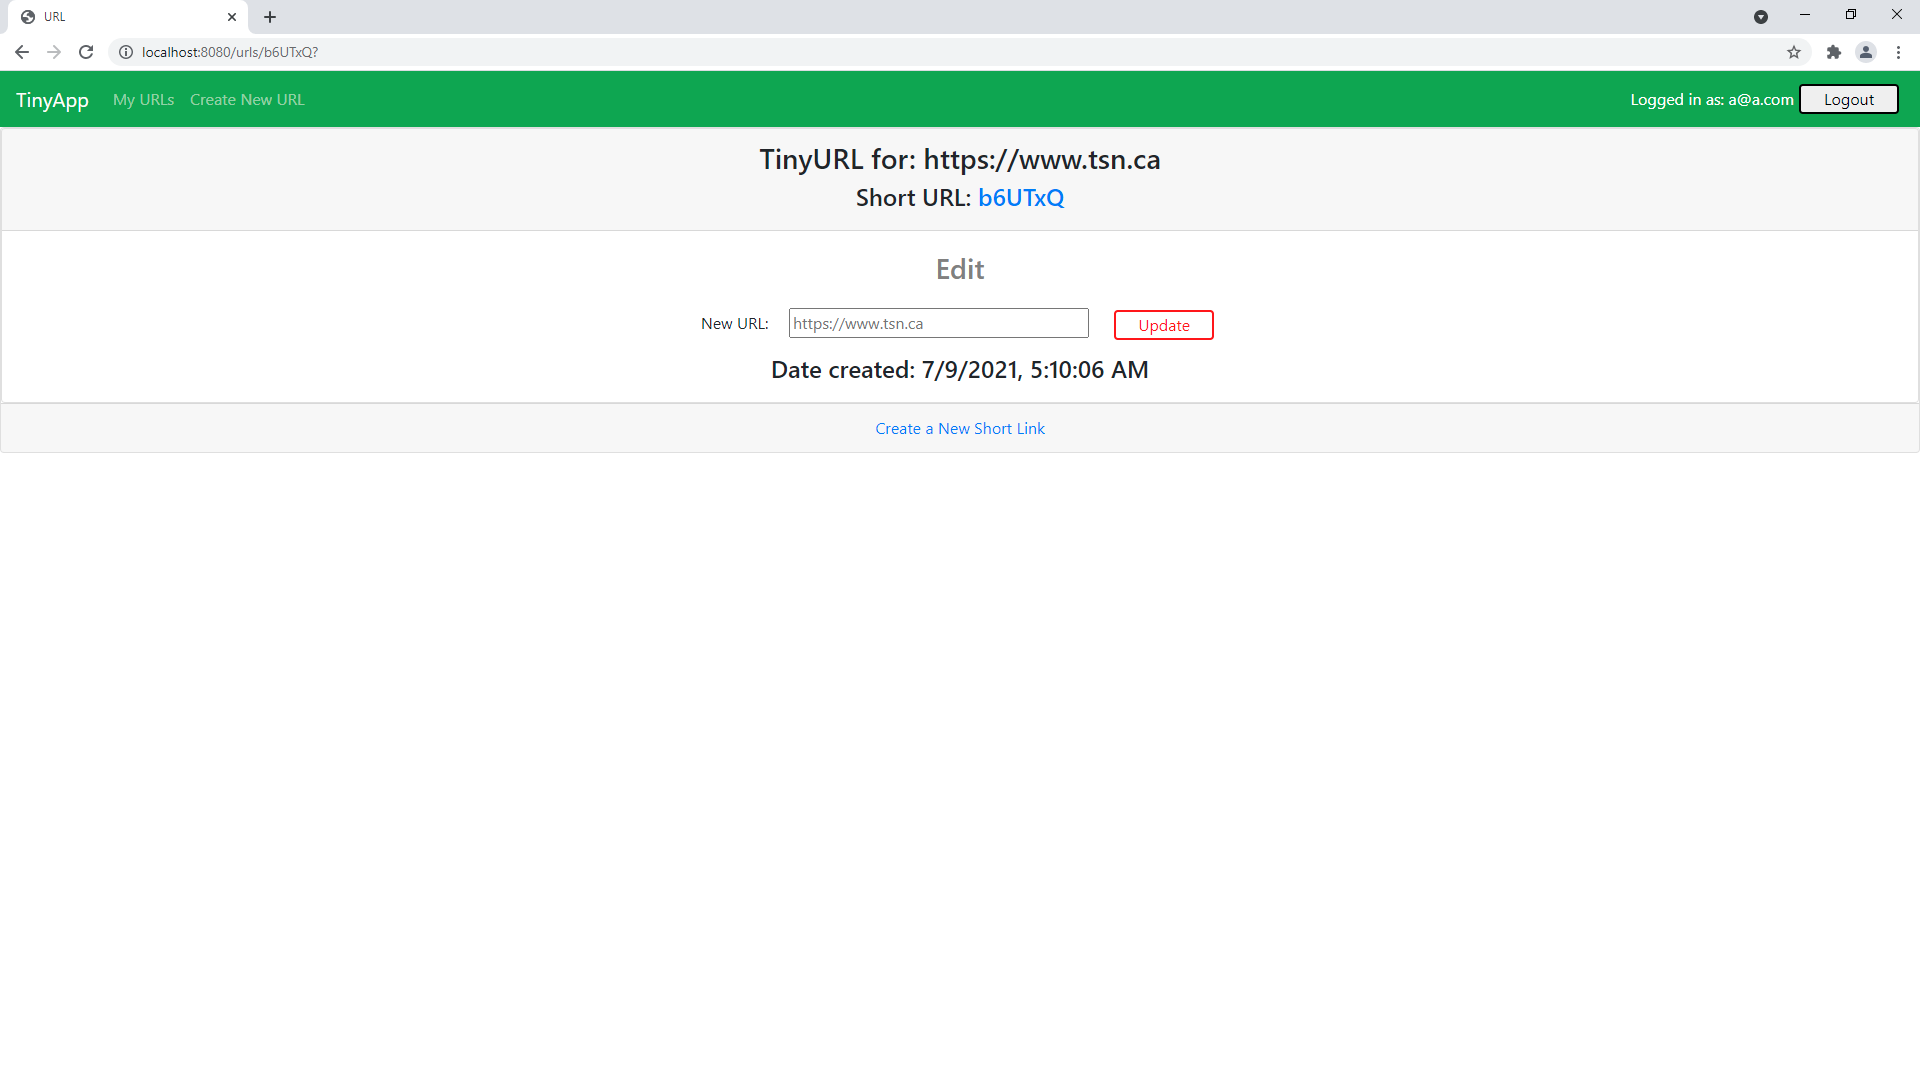 URL
localhost:8080/urls/b6UTxQ?
TinyApp My URLs Create New URL Logged in as: a@a.com Logout
TinyURL for: https://www.tsn.ca
Short URL: b6UTxQ
Edit
New URL: https://www.tsn.ca Update
Date created: 7/9/2021, 5:10:06 AM
Create a New Short Link